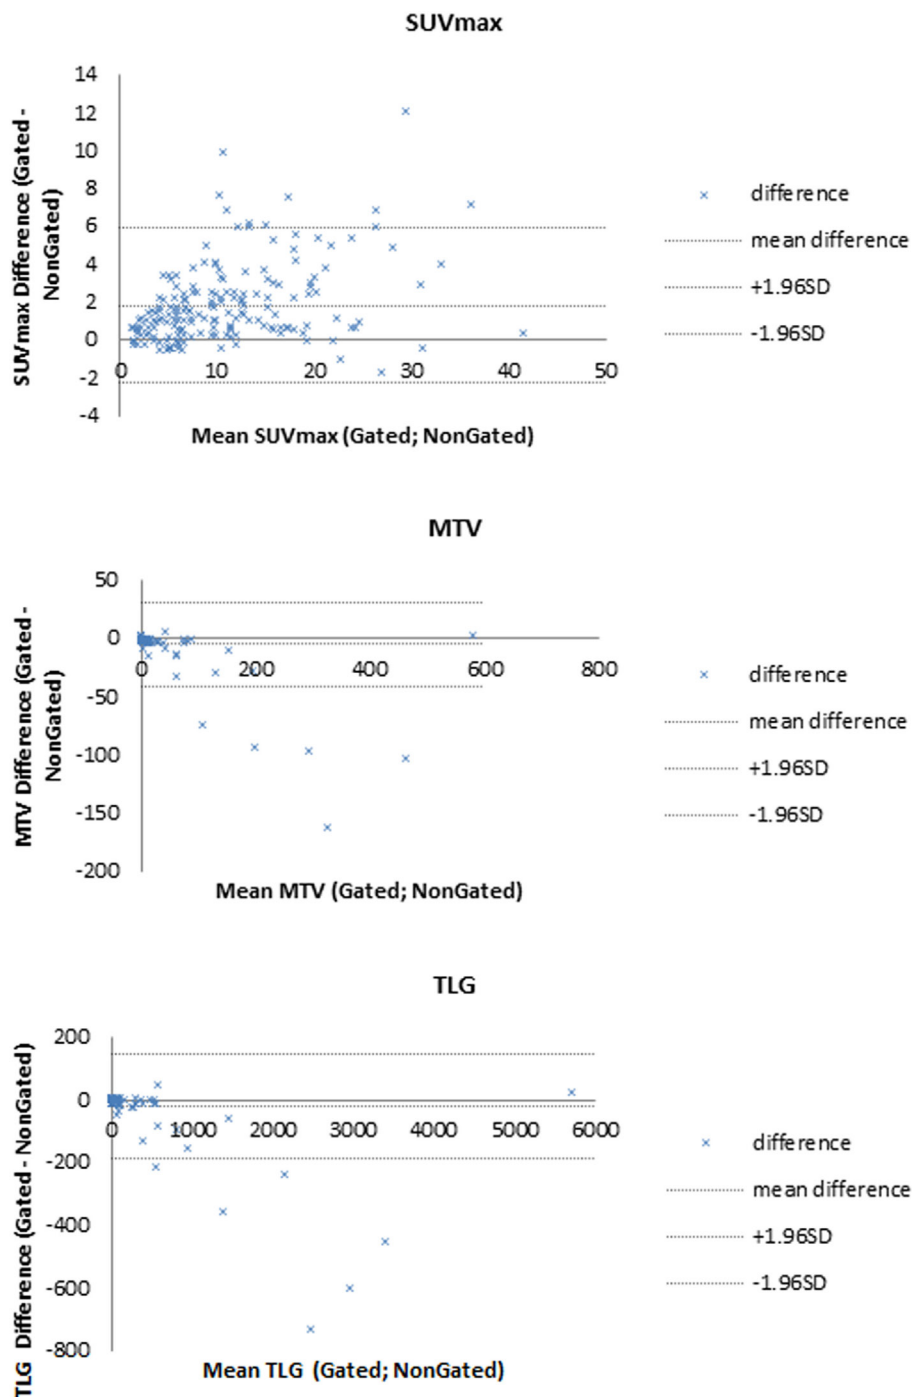 SUVmax
SUVmax Difference (Gated -
NonGated)
14
12
10
8
6
4
2
0
-2
-4
0 10 20 30 40 50
Mean SUVmax (Gated; NonGated)
difference
mean difference
+1.96SD
-1.96SD
MTV
MTV Difference (Gated -
NonGated)
50
0
-50
-100
-150
-200
0 200 400 600 800
Mean MTV (Gated; NonGated)
difference
mean difference
+1.96SD
-1.96SD
TLG
TLG Difference (Gated - NonGated)
200
0
-200
-400
-600
-800
0 1000 2000 3000 4000 5000 6000
Mean TLG (Gated; NonGated)
difference
mean difference
+1.96SD
-1.96SD